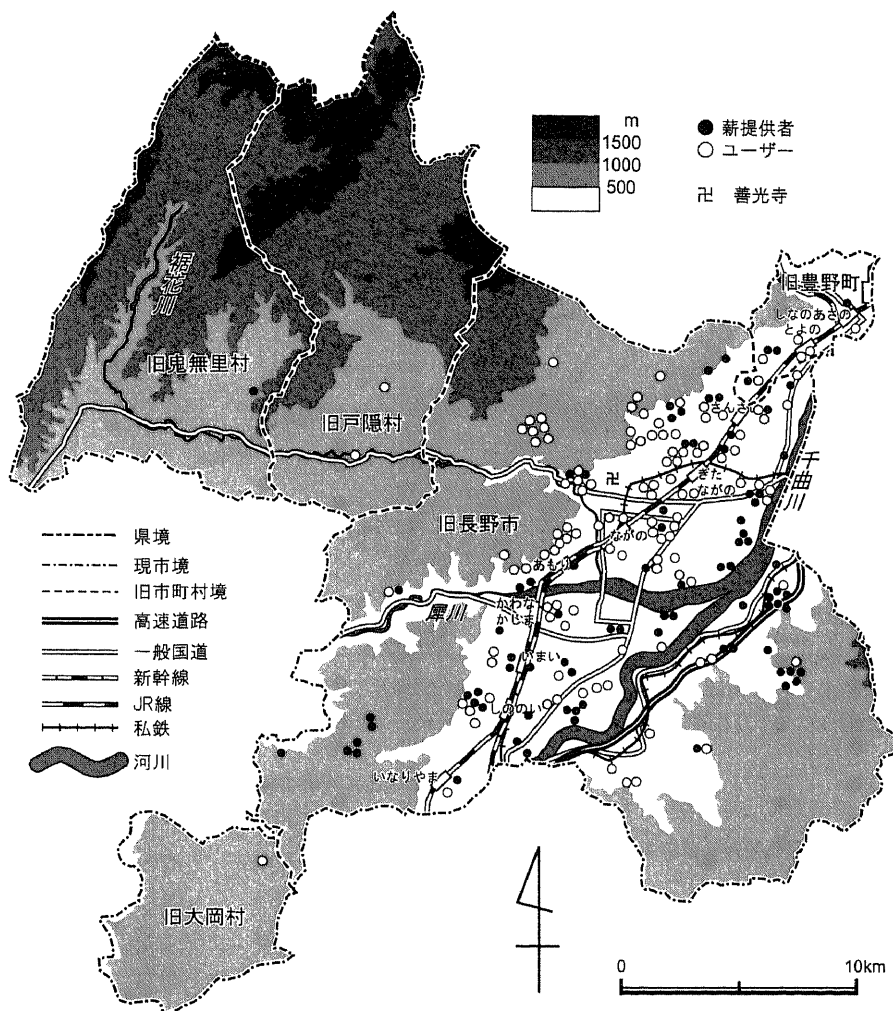 m
1500
1000
500
薪提供者
ユーザー
卍 善光寺
裾花川
旧豊野町
しなのあさの
とよの
旧鬼無里村
旧戸隠村
さんさい
卍
きた
ながの
千曲川
旧長野市
ながの
あもり
犀川
かわな
かじま
いまい
しののい
いなりやま
旧大岡村
県境
現市境
旧市町村境
高速道路
一般国道
新幹線
JR線
私鉄
河川
0 10km